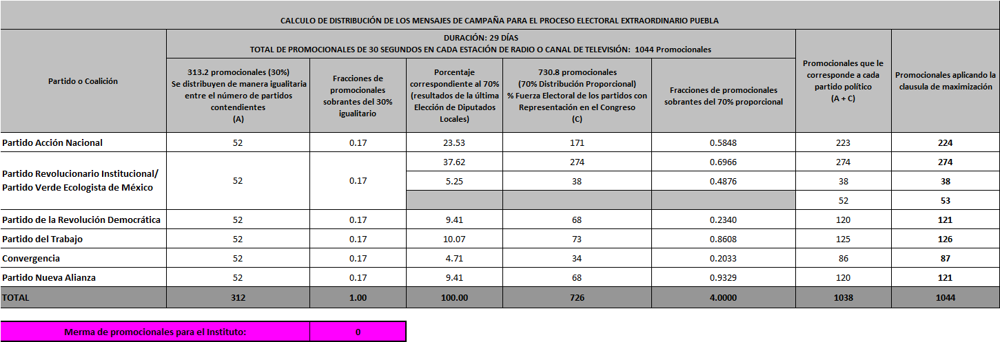 CALCULO DE DISTRIBUCIÓN DE LOS MENSAJES DE CAMPAÑA PARA EL PROCESO ELECTORAL EXTRAORDINARIO PUEBLA
Partido o Coalición
DURACIÓN: 29 DÍAS
TOTAL DE PROMOCIONALES DE 30 SEGUNDOS EN CADA ESTACIÓN DE RADIO O CANAL DE TELEVISIÓN: 1044 Promocionales
313.2 promocionales (30%)
Se distribuyen de manera igualitaria
entre el número de partidos
contendientes
(A)
Fracciones de
promocionales
sobrantes del 30%
igualitario
Porcentaje
correspondiente al 70%
(resultados de la última
Elección de Diputados
Locales)
730.8 promocionales
(70% Distribución Proporcional)
% Fuerza Electoral de los partidos con
Representación en el Congreso
(C)
Fracciones de promocionales
sobrantes del 70% proporcional
Promocionales que le
corresponde a cada
partido político
(A + C)
Promocionales aplicando la
clausula de maximización
Partido Acción Nacional 52 0.17 23.53 171 0.5848 223 224
Partido Revolucionario Institucional/
Partido Verde Ecologista de México
52 0.17
37.62 274 0.6966 274 274
5.25 38 0.4876 38 38
52 53
Partido de la Revolución Democrática 52 0.17 9.41 68 0.2340 120 121
Partido del Trabajo 52 0.17 10.07 73 0.8608 125 126
Convergencia 52 0.17 4.71 34 0.2033 86 87
Partido Nueva Alianza 52 0.17 9.41 68 0.9329 120 121
TOTAL 312 1.00 100.00 726 4.0000 1038 1044
Merma de promocionales para el Instituto: 0